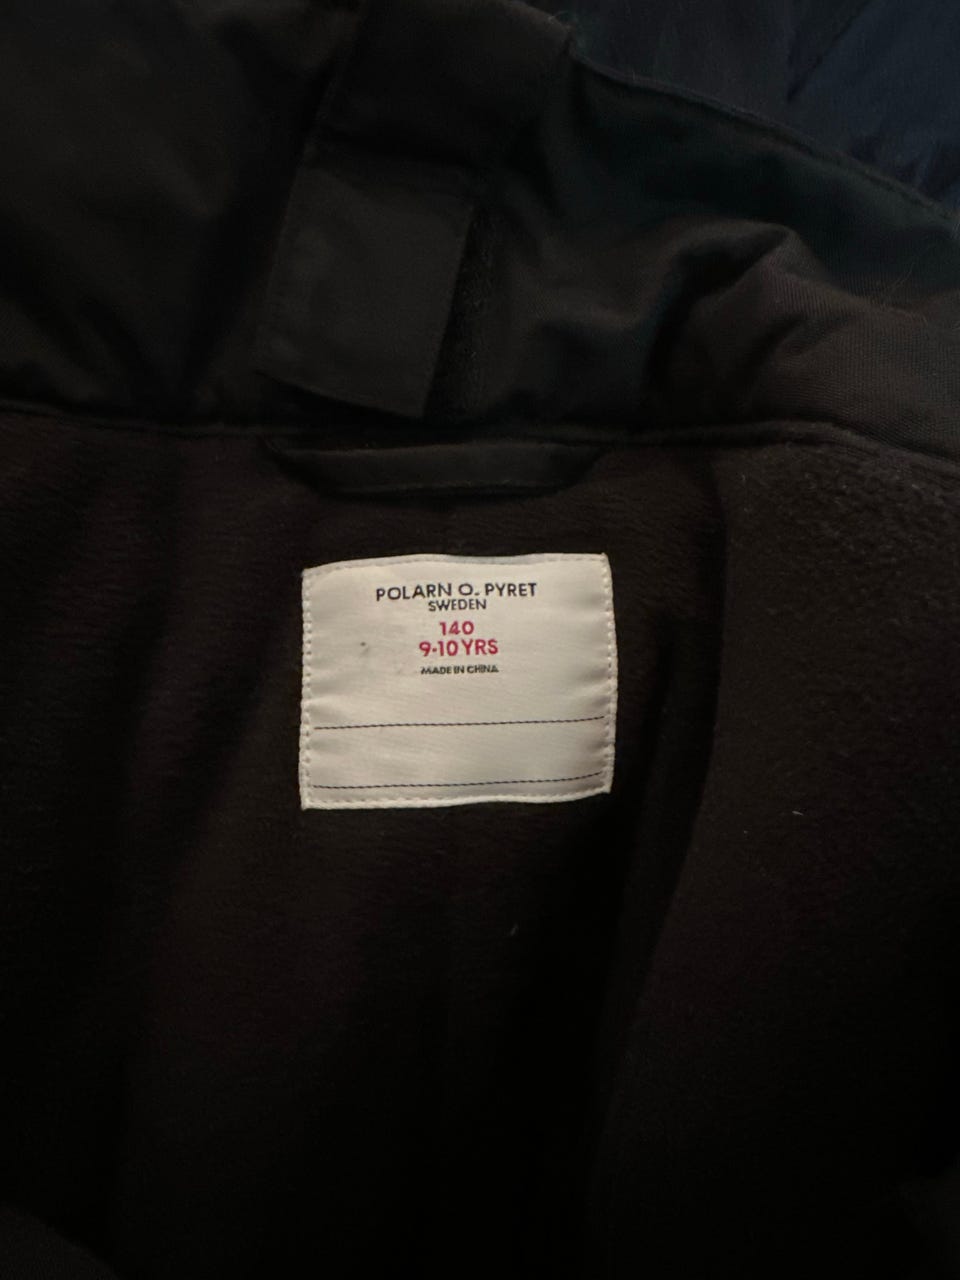 POLARN O. PYRET
SWEDEN
140
9-10 YRS
MADE IN CHINA